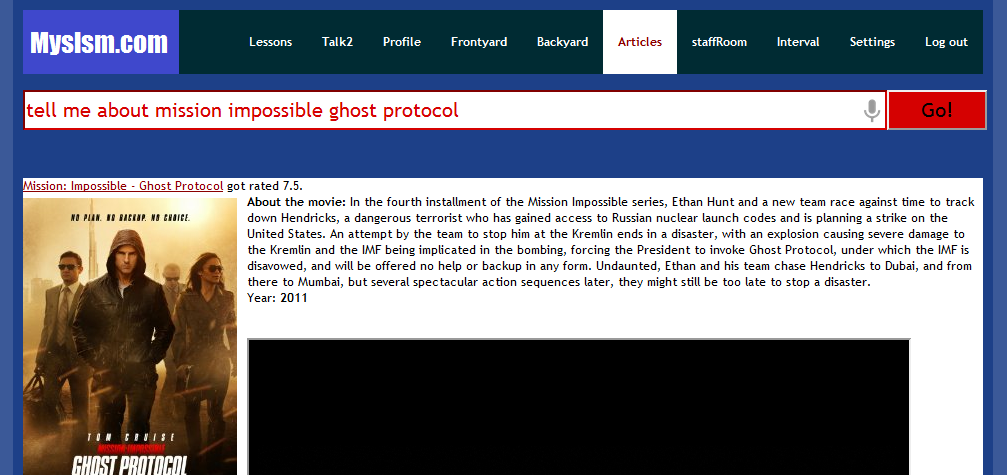 Myslsm.com
Lessons Talk2 Profile Frontyard Backyard Articles staffRoom Interval Settings Log out
tell me about mission impossible ghost protocol
Go!
Mission: Impossible - Ghost Protocol got rated 7.5.
About the movie: In the fourth installment of the Mission Impossible series, Ethan Hunt and a new team race against time to track
down Hendricks, a dangerous terrorist who has gained access to Russian nuclear launch codes and is planning a strike on the
United States. An attempt by the team to stop him at the Kremlin ends in a disaster, with an explosion causing severe damage to
the Kremlin and the IMF being implicated in the bombing, forcing the President to invoke Ghost Protocol, under which the IMF is
disavowed, and will be offered no help or backup in any form. Undaunted, Ethan and his team chase Hendricks to Dubai, and from
there to Mumbai, but several spectacular action sequences later, they might still be too late to stop a disaster.
Year: 2011
NO PLAN. NO BACKUP. NO CHOICE.
TOM CRUISE
MISSION IMPOSSIBLE
GHOST PROTOCOL